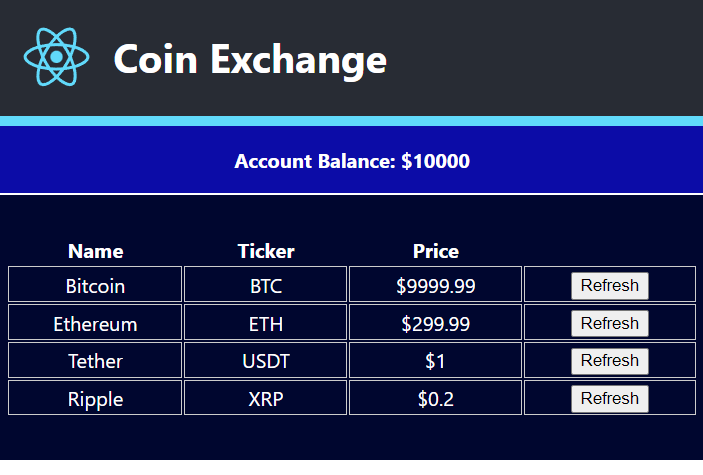 Coin Exchange
Account Balance: $10000
Name Ticker Price
Bitcoin BTC $9999.99 Refresh
Ethereum ETH $299.99 Refresh
Tether USDT $1 Refresh
Ripple XRP $0.2 Refresh